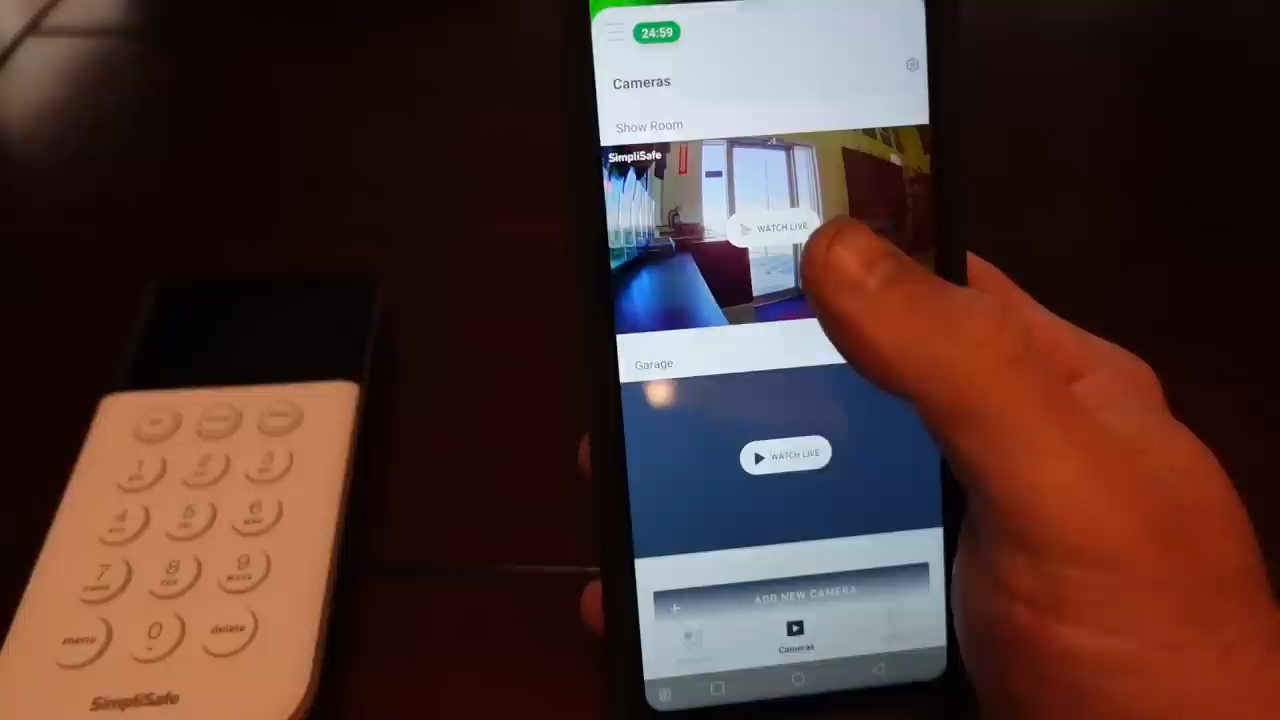 24:59
Cameras
Show Room
SimpliSafe
WATCH LIVE
Garage
WATCH LIVE
+ ADD NEW CAMERA
Cameras
1
2
3
4
5
6
7
8
9
menu
0
delete
SimpliSafe